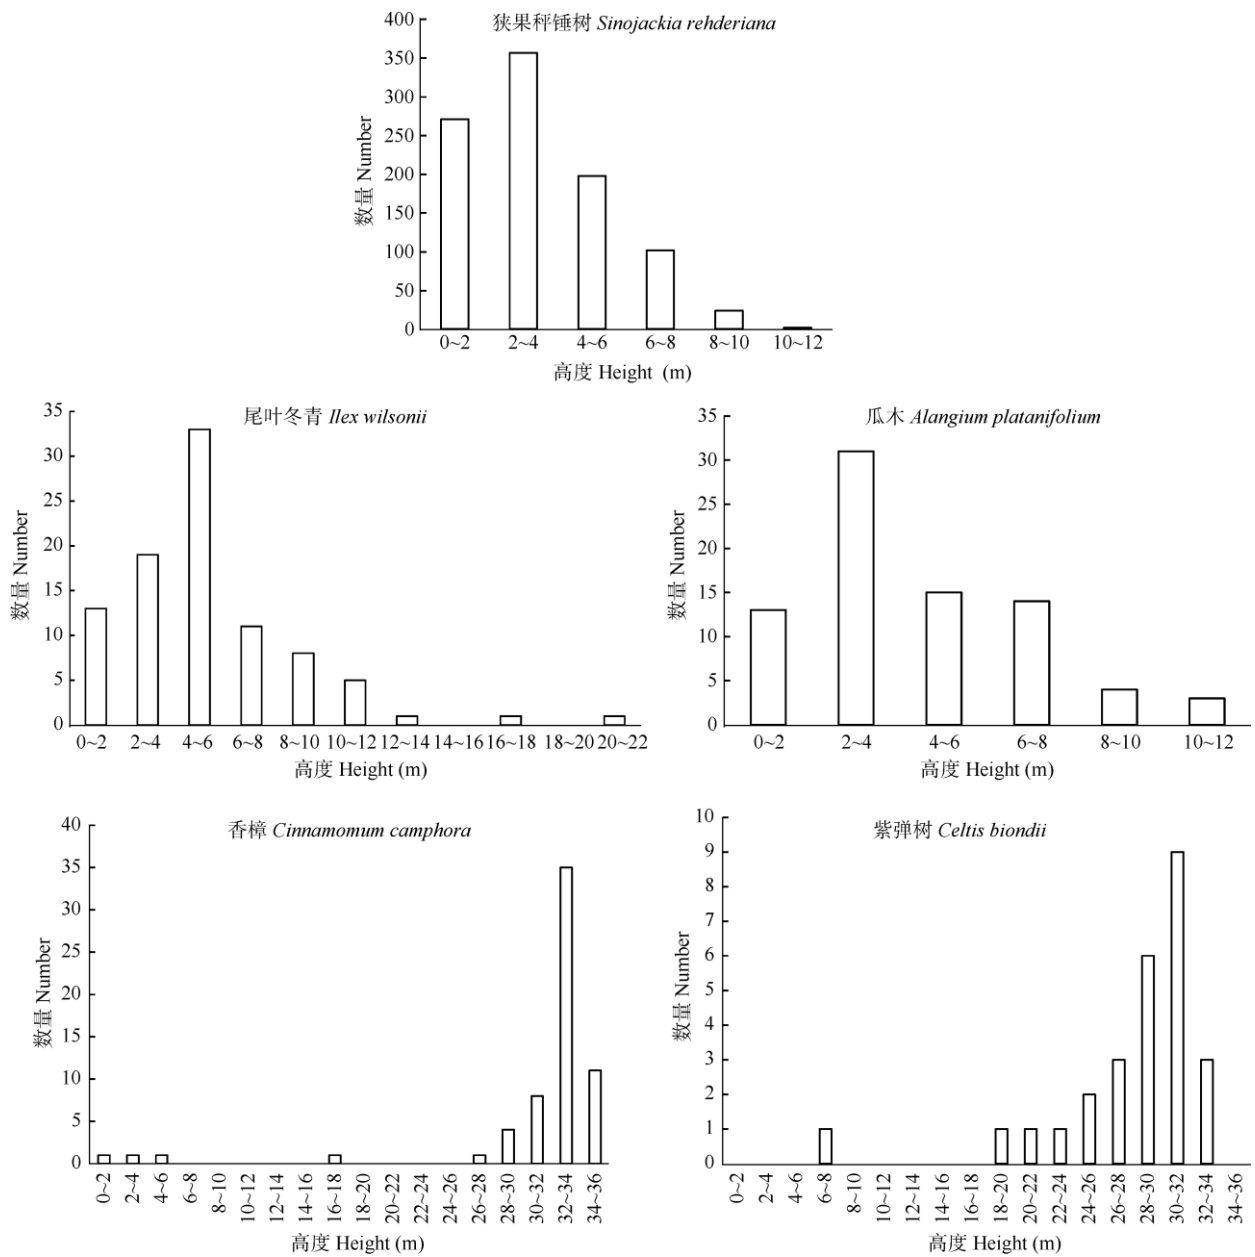 狭果秤锤树 Sinojackia rehderiana
数量 Number
400
350
300
250
200
150
100
50
0
0~2 2~4 4~6 6~8 8~10 10~12
高度 Height (m)
尾叶冬青 Ilex wilsonii
数量 Number
35
30
25
20
15
10
5
0
0~2 2~4 4~6 6~8 8~10 10~12 12~14 14~16 16~18 18~20 20~22
高度 Height (m)
瓜木 Alangium platanifolium
数量 Number
35
30
25
20
15
10
5
0
0~2 2~4 4~6 6~8 8~10 10~12
高度 Height (m)
香樟 Cinnamomum camphora
数量 Number
40
35
30
25
20
15
10
5
0
0~2 2~4 4~6 6~8 8~10 10~12 12~14 14~16 16~18 18~20 20~22 22~24 24~26 26~28 28~30 30~32 32~34 34~36
高度 Height (m)
紫弹树 Celtis biondii
数量 Number
10
9
8
7
6
5
4
3
2
1
0
0~2 2~4 4~6 6~8 8~10 10~12 12~14 14~16 16~18 18~20 20~22 22~24 24~26 26~28 28~30 30~32 32~34 34~36
高度 Height (m)